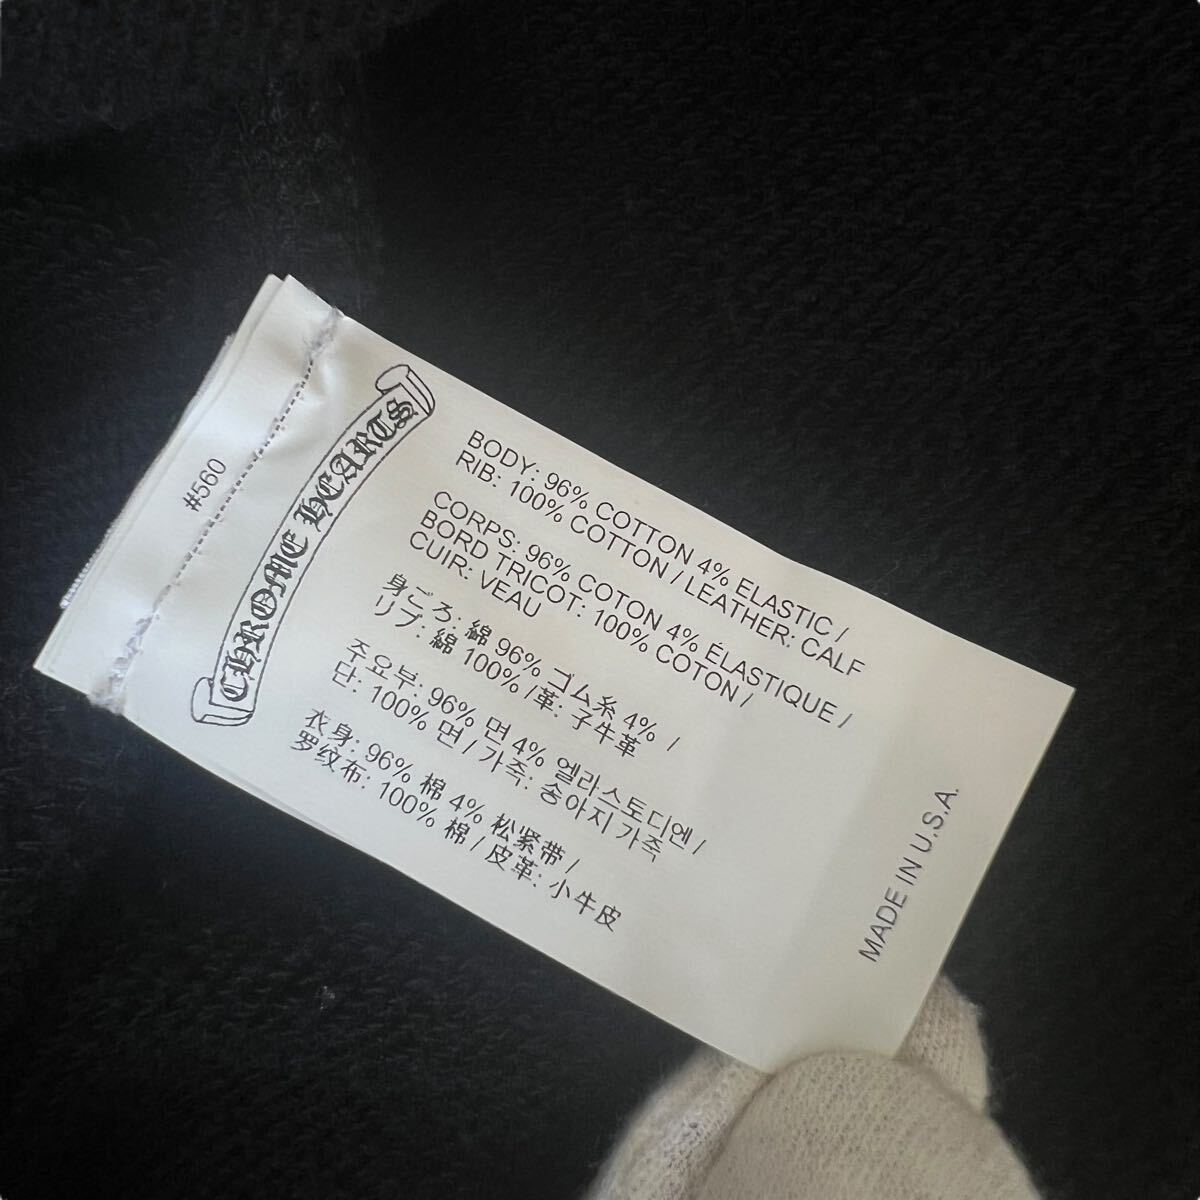 #560
CHROME HEARTS
BODY: 96% COTTON 4% ELASTIC /
RIB: 100% COTTON / LEATHER: CALF
CORPS: 96% COTON 4% ÉLASTIQUE /
BORD TRICOT: 100% COTON /
CUIR: VEAU
身ごろ: 綿 96% ゴム糸 4% /
リブ: 綿 100% /革: 子牛革
주요부: 96% 면 4% 엘라스토디엔 /
단: 100% 면 / 가죽: 송아지 가죽
衣身: 96% 棉 4% 松紧带 /
罗纹布: 100% 棉 / 皮革: 小牛皮
MADE IN U.S.A.